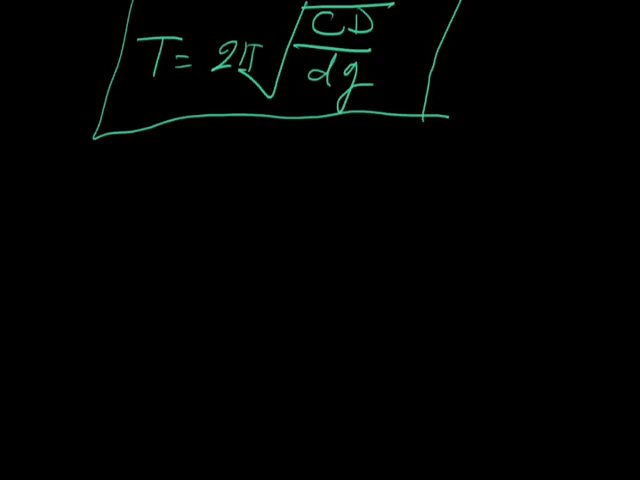 T = 2π√(CD/dg)